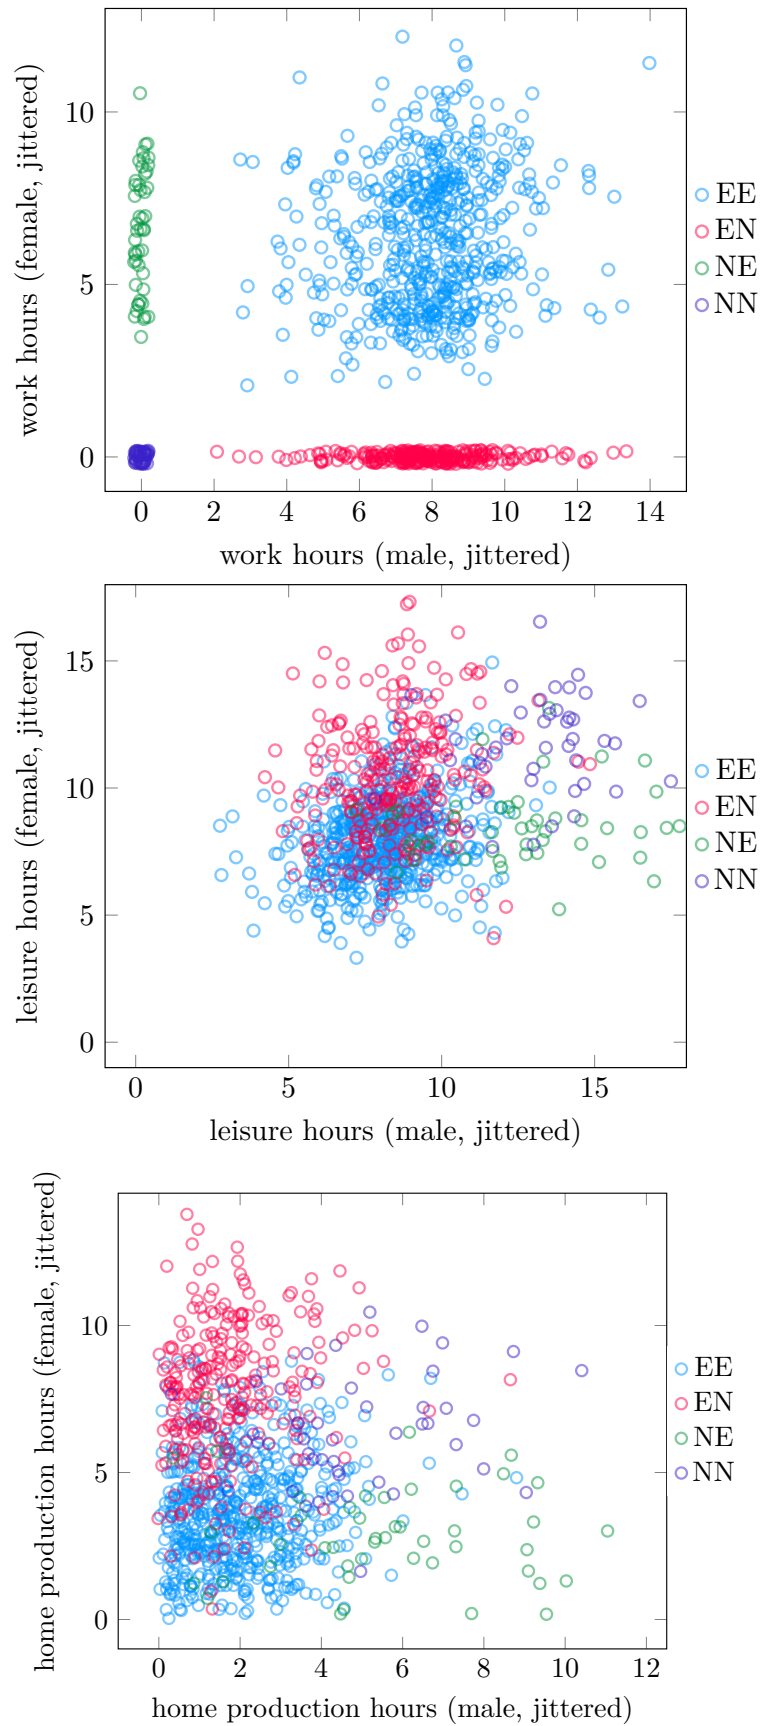 work hours (female, jittered)
10
5
0
0 2 4 6 8 10 12 14
work hours (male, jittered)
EE
EN
NE
NN
leisure hours (female, jittered)
15
10
5
0
0 5 10 15
leisure hours (male, jittered)
EE
EN
NE
NN
home production hours (female, jittered)
10
5
0
0 2 4 6 8 10 12
home production hours (male, jittered)
EE
EN
NE
NN